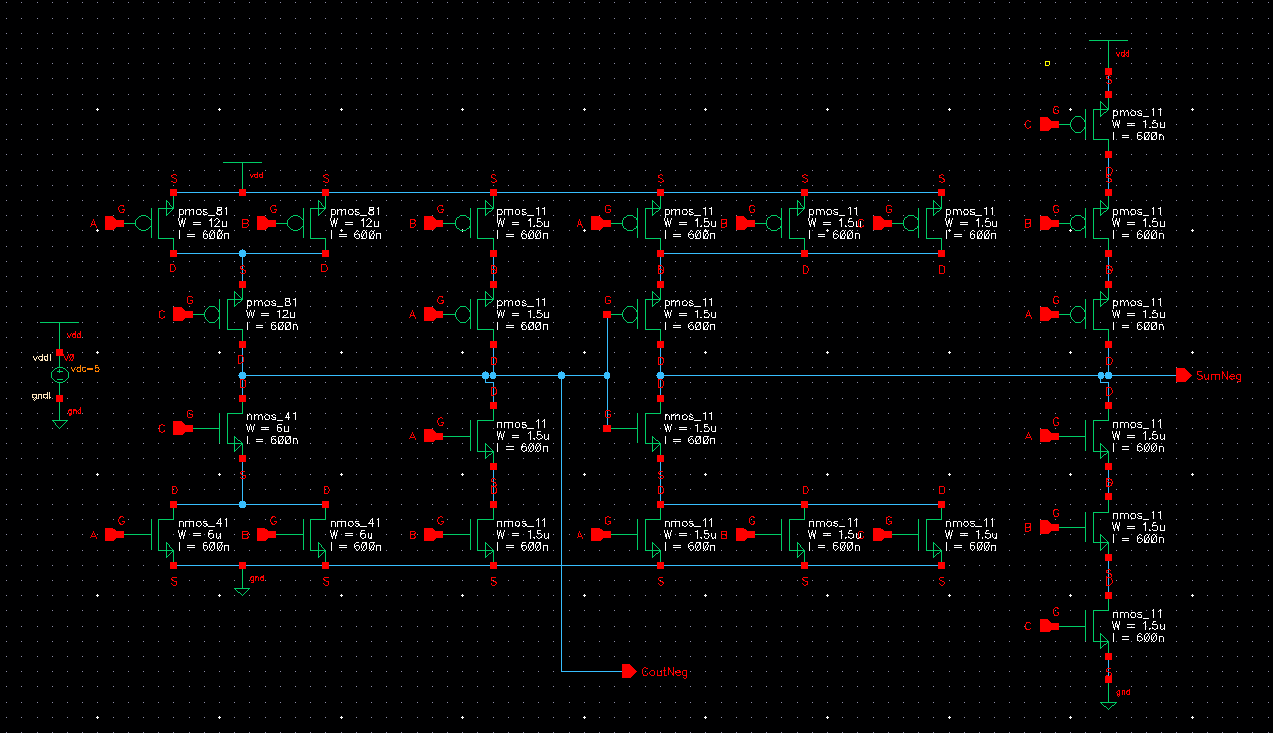 vdd
S
G
C
pmos_11
W = 1.5u
l = 600n
D
vdd
S S S S S S
G G G G G G G
A B B A B C B
pmos_81 pmos_81 pmos_11 pmos_11 pmos_11 pmos_11 pmos_11
W = 12u W = 12u W = 1.5u W = 1.5u W = 1.5u W = 1.5u W = 1.5u
l = 600n l = 600n l = 600n l = 600n l = 600n l = 600n l = 600n
D D D D D D D
S
G G G G
C A A
pmos_81 pmos_11 pmos_11 pmos_11
W = 12u W = 1.5u W = 1.5u W = 1.5u
l = 600n l = 600n l = 600n l = 600n
vdd
vdd
vdc=5
gnd
gnd
D D D D
SumNeg
D D D
G G G G
C A A
nmos_41 nmos_11 nmos_11 nmos_11
W = 6u W = 1.5u W = 1.5u W = 1.5u
l = 600n l = 600n l = 600n l = 600n
S S S
D D D D D
G G G G G G G
A B B A B C B
nmos_41 nmos_41 nmos_11 nmos_11 nmos_11 nmos_11 nmos_11
W = 6u W = 6u W = 1.5u W = 1.5u W = 1.5u W = 1.5u W = 1.5u
l = 600n l = 600n l = 600n l = 600n l = 600n l = 600n l = 600n
gnd
S S S S S S
D
G
C
nmos_11
W = 1.5u
l = 600n
CoutNeg
S
gnd